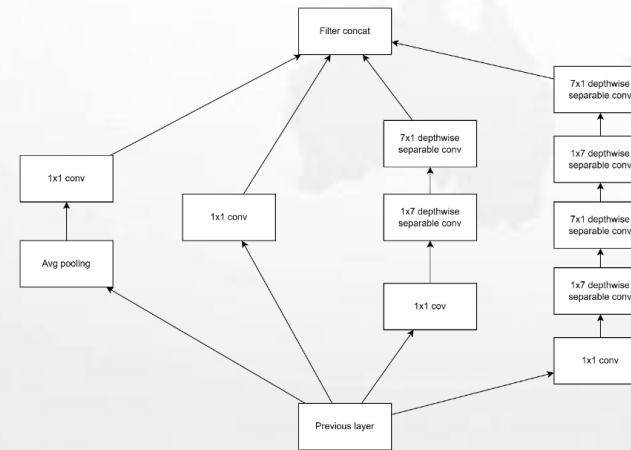 Filter concat
7x1 depthwise
separable conv
7x1 depthwise
separable conv
1x7 depthwise
separable conv
1x1 conv
1x1 conv
1x7 depthwise
separable conv
7x1 depthwise
separable conv
Avg pooling
1x7 depthwise
separable conv
1x1 cov
1x1 conv
Previous layer